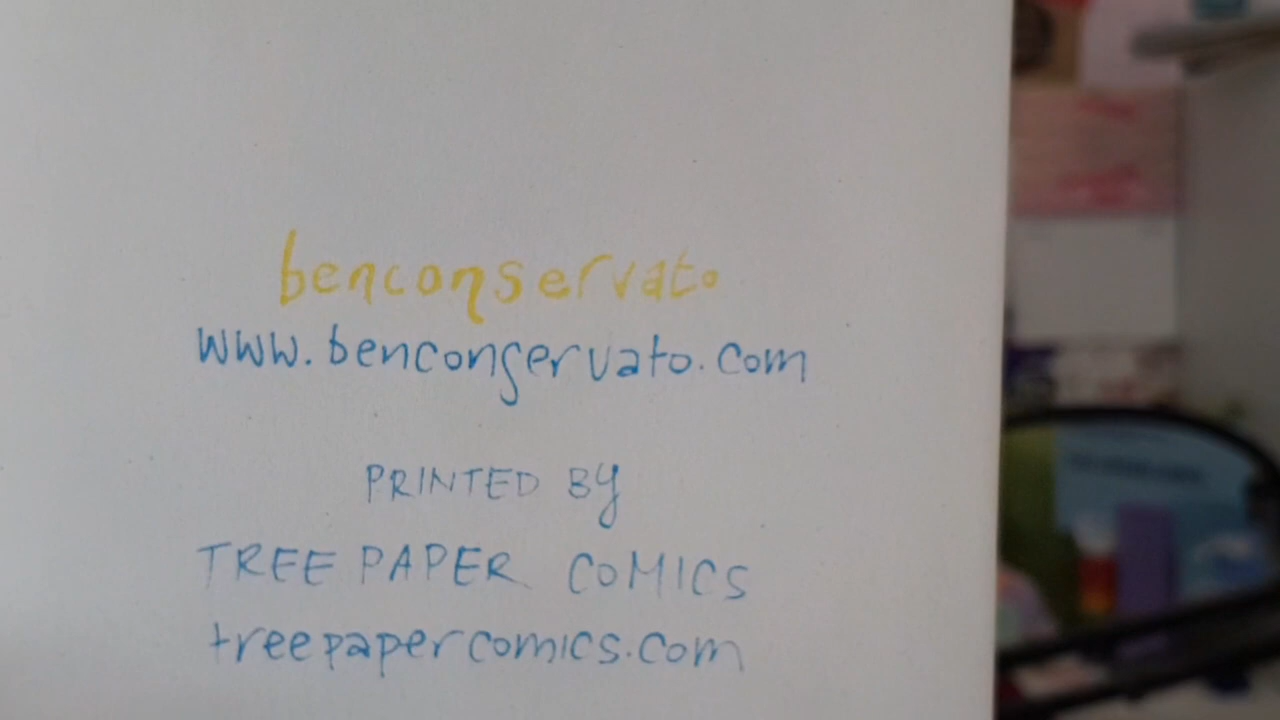 benconservato
www.benconservato.com
PRINTED BY
TREE PAPER COMICS
treepapercomics.com